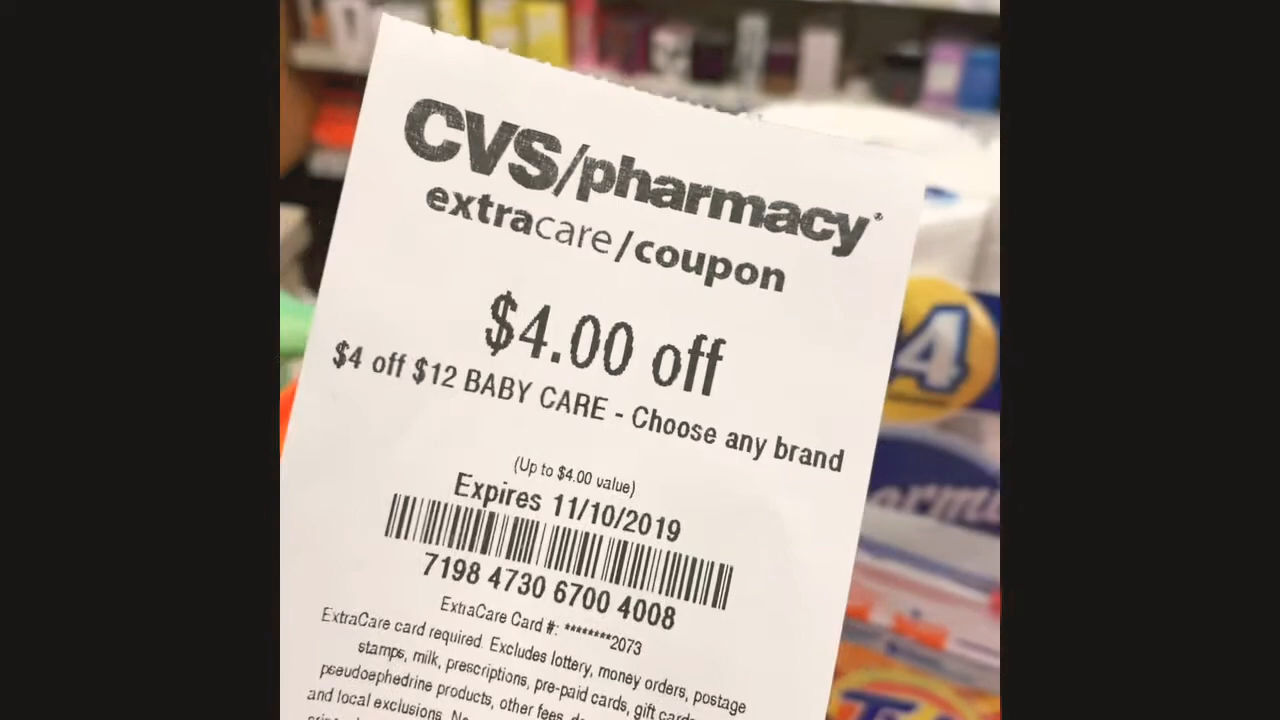 CVS/pharmacy
extracare/coupon
$4.00 off
$4 off $12 BABY CARE - Choose any brand
(Up to $4.00 value)
Expires 11/10/2019
7198 4730 6700 4008
ExtraCare Card #: ********2073
ExtraCare card required. Excludes lottery, money orders, postage
stamps, milk, prescriptions, pre-paid cards, gift cards
pseudoephedrine products, other fees,
and local exclusions.
4